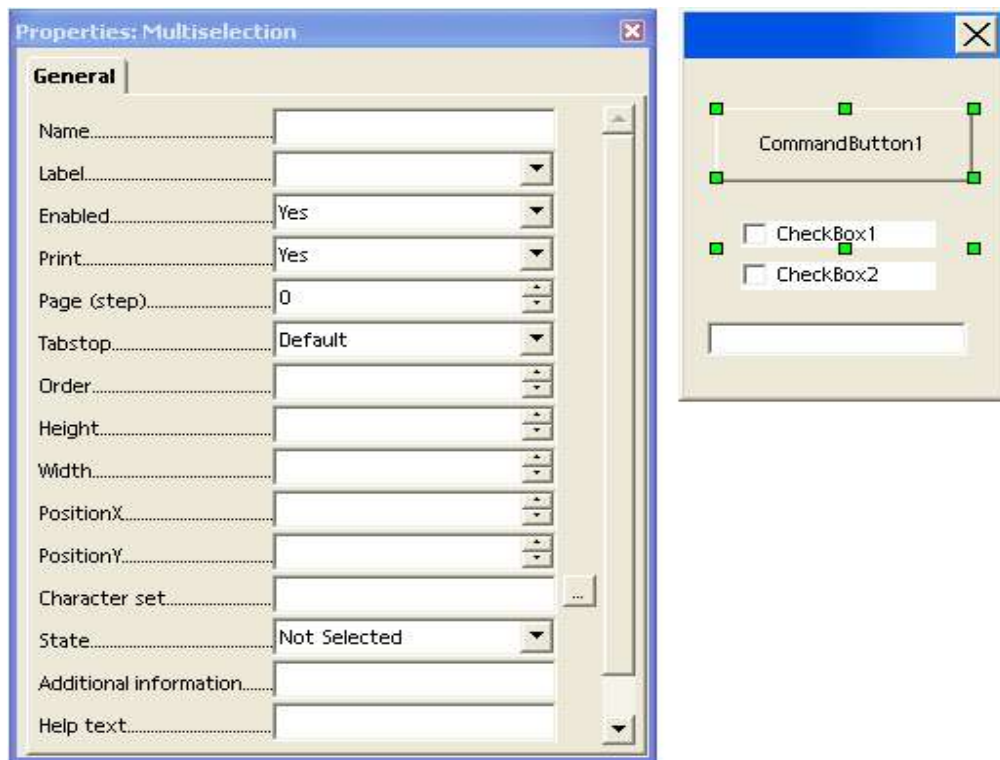 Properties: Multiselection
General
Name
Label
Enabled Yes
Print Yes
Page (step) 0
Tabstop Default
Order
Height
Width
PositionX
PositionY
Character set ...
State Not Selected
Additional information
Help text
CommandButton1
CheckBox1
CheckBox2